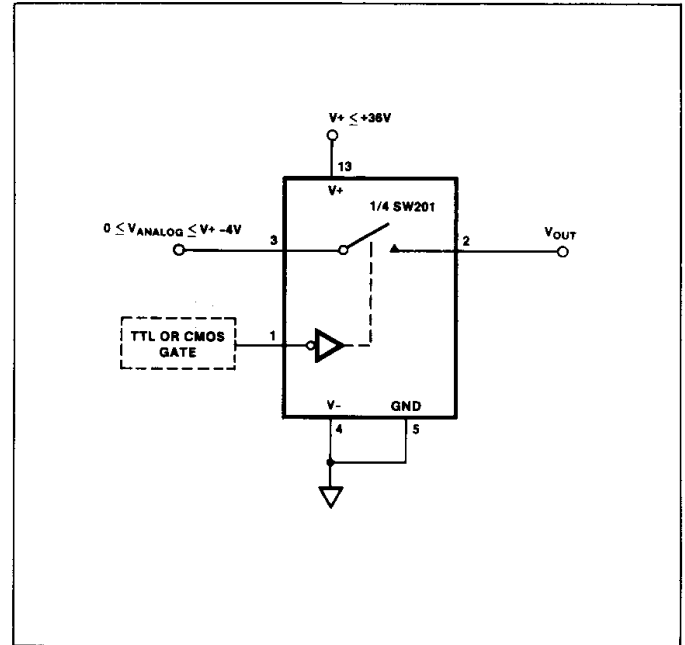 V+ ≤ +36V
13
V+
1/4 SW201
0 ≤ VANALOG ≤ V+ -4V
3
2
VOUT
TTL OR CMOS
GATE
1
V-
GND
4
5